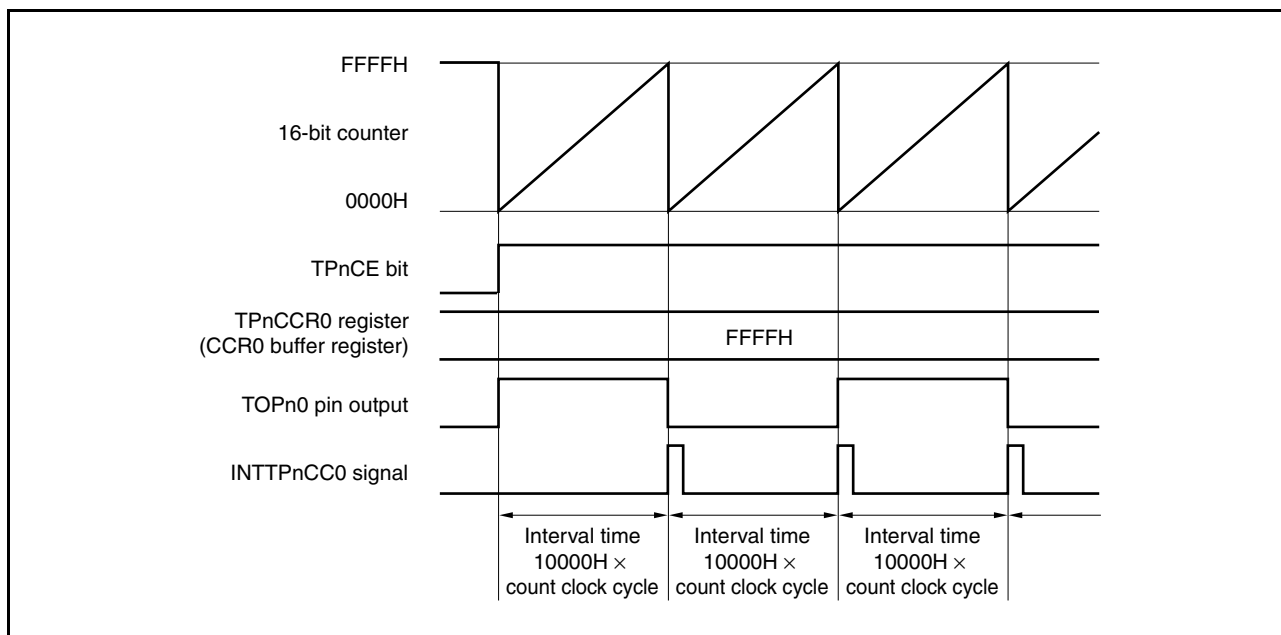 FFFFH
16-bit counter
0000H
TPnCE bit
TPnCCR0 register
(CCR0 buffer register)
FFFFH
TOPn0 pin output
INTTPnCC0 signal
Interval time
10000H ×
count clock cycle
Interval time
10000H ×
count clock cycle
Interval time
10000H ×
count clock cycle